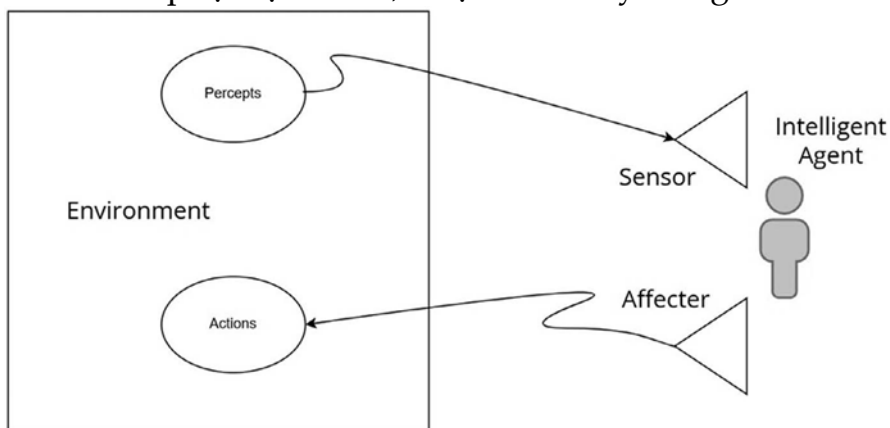 Percepts
Intelligent
Agent
Sensor
Environment
Affecter
Actions